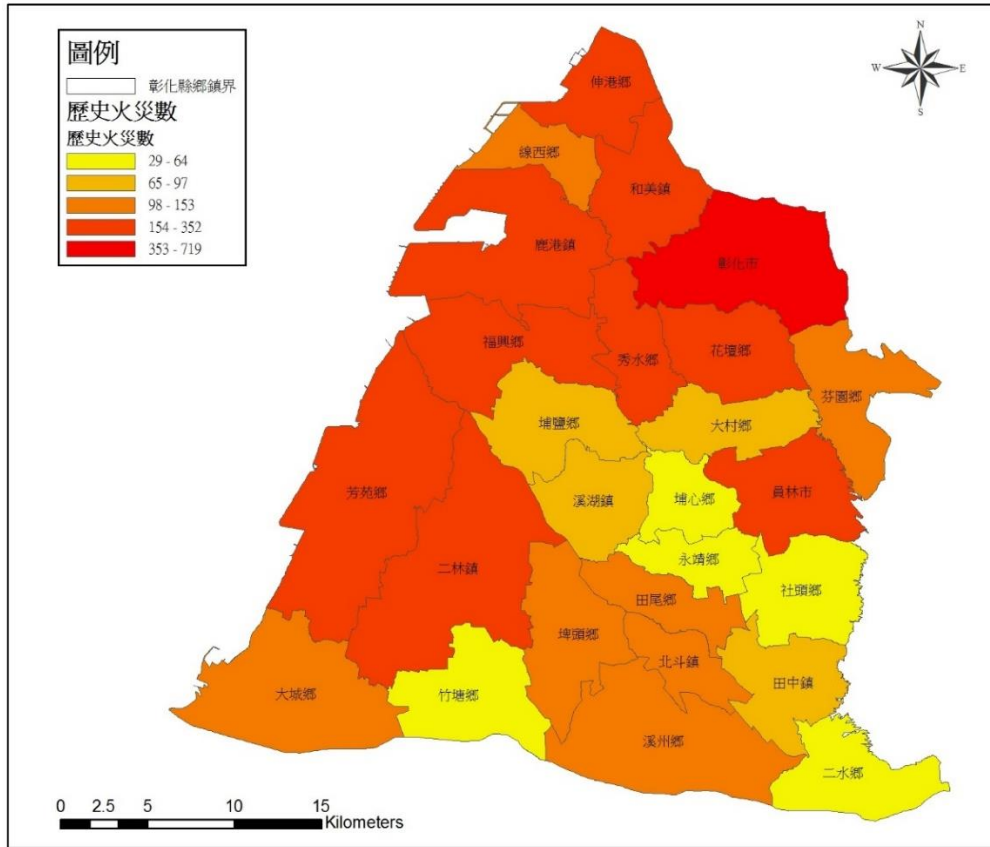 圖例
彰化縣鄉鎮界
歷史火災數
歷史火災數
29 - 64
65 - 97
98 - 153
154 - 352
353 - 719
N
W
E
S
伸港鄉
線西鄉
和美鎮
鹿港鎮
彰化市
福興鄉
秀水鄉
花壇鄉
芬園鄉
埔鹽鄉
大村鄉
芳苑鄉
溪湖鎮
埔心鄉
員林市
永靖鄉
二林鎮
社頭鄉
田尾鄉
埤頭鄉
北斗鎮
田中鎮
大城鄉
竹塘鄉
溪州鄉
二水鄉
0 2.5 5 10 15
Kilometers